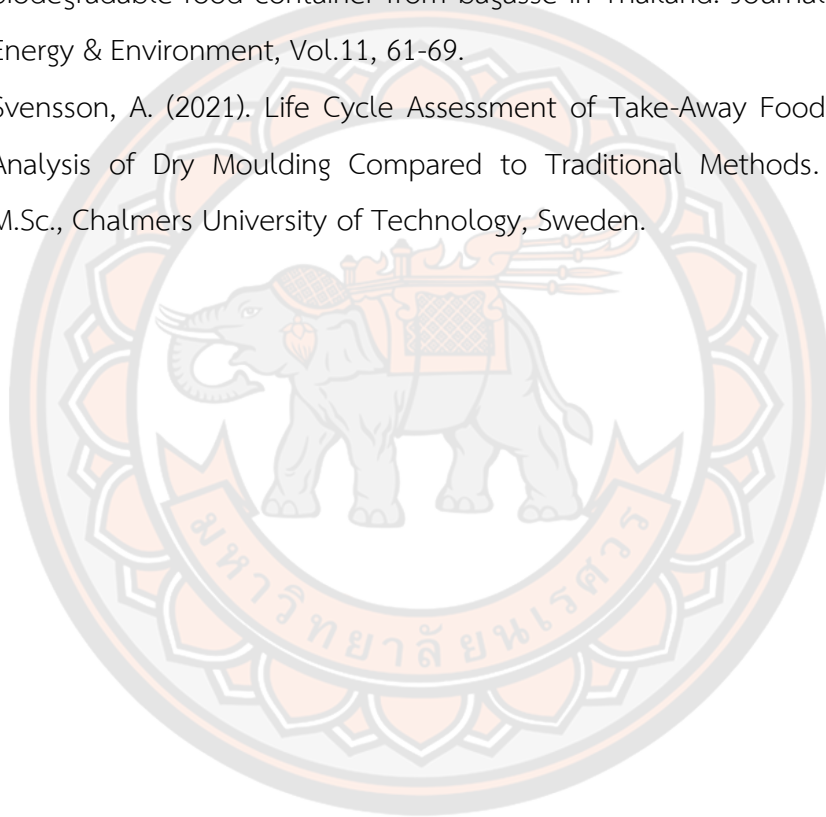 biodegradable food container from bagasse in Thailand. Journal
Energy & Environment, Vol.11, 61-69.
Svensson, A. (2021). Life Cycle Assessment of Take-Away Food
Analysis of Dry Moulding Compared to Traditional Methods.
M.Sc., Chalmers University of Technology, Sweden.
มหาวิทยาลัยนเรศวร